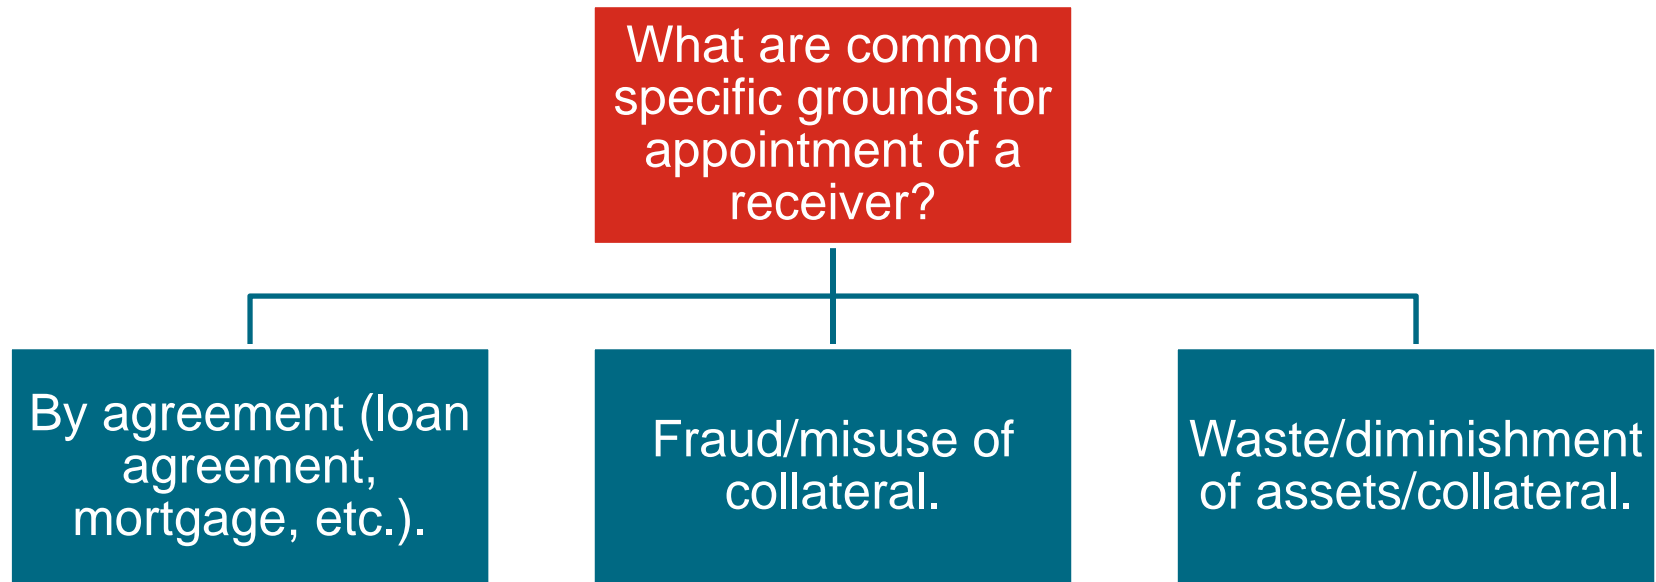 What are common
specific grounds for
appointment of a
receiver?
By agreement (loan
agreement,
mortgage, etc.).
Fraud/misuse of
collateral.
Waste/diminishment
of assets/collateral.